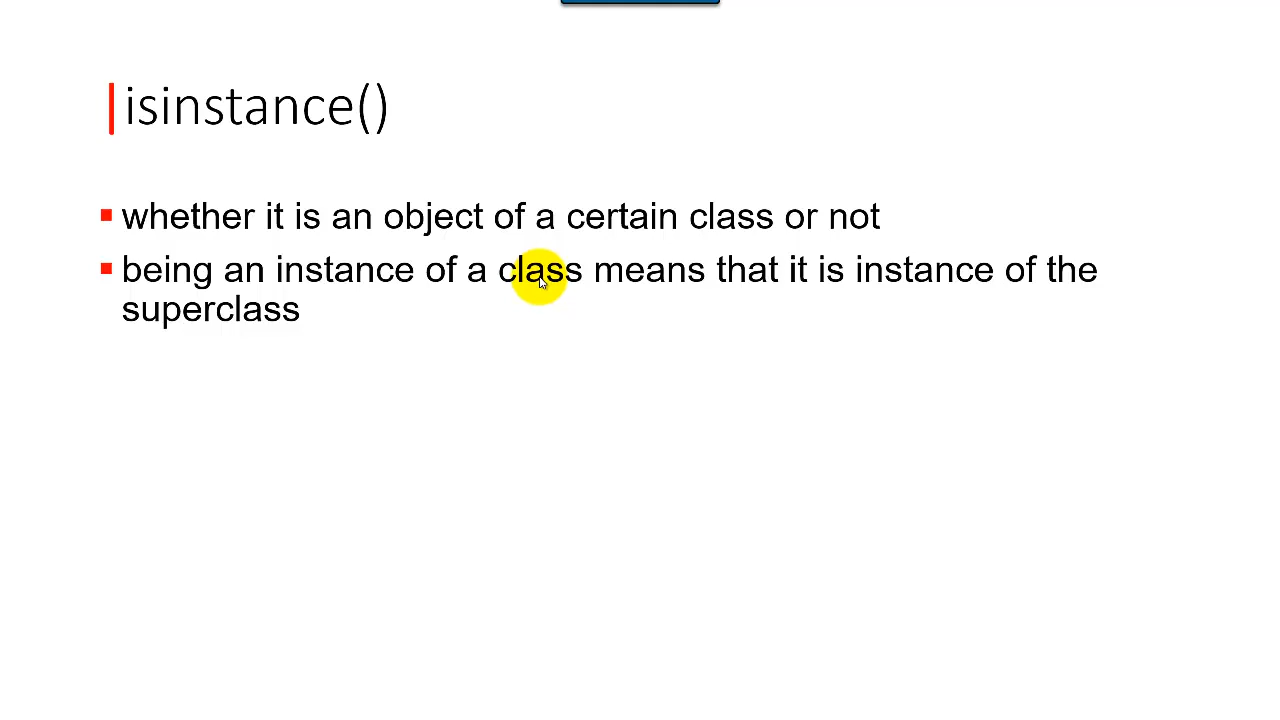 isinstance()
whether it is an object of a certain class or not
being an instance of a class means that it is instance of the
superclass